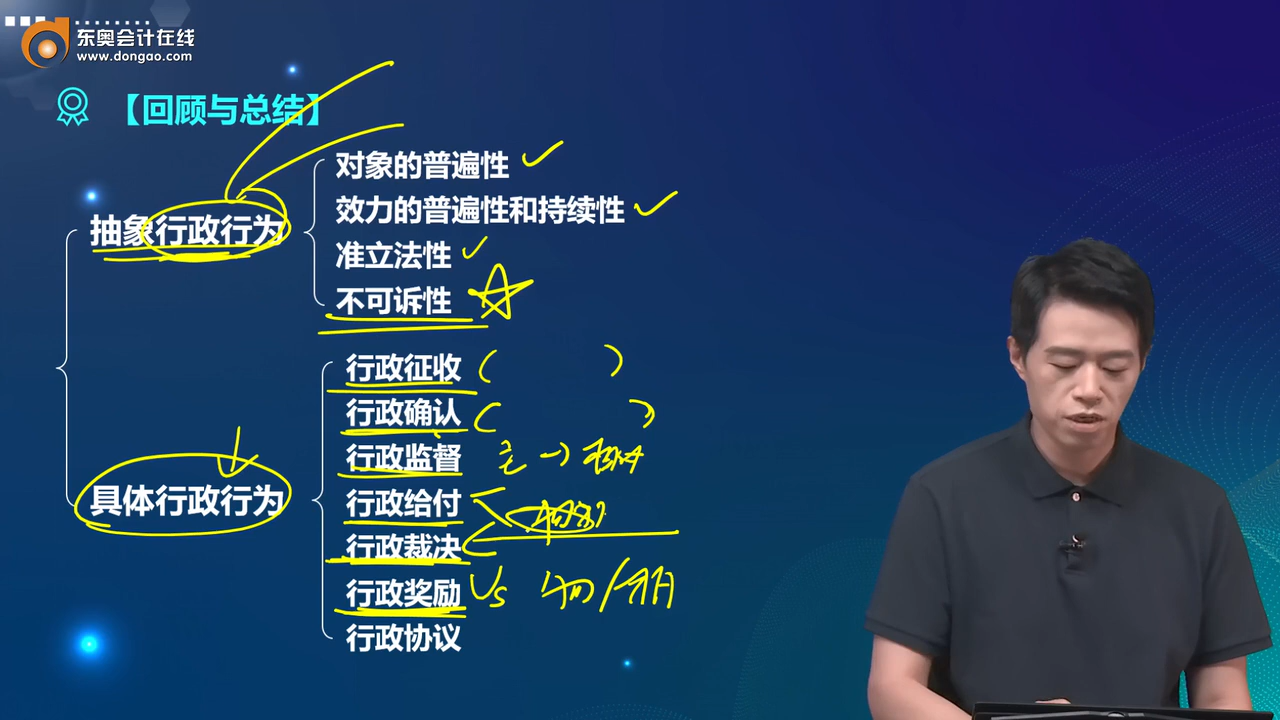 东奥会计在线
www.dongao.com
【回顾与总结】
抽象行政行为
对象的普遍性
效力的普遍性和持续性
准立法性
不可诉性
具体行政行为
行政征收
行政确认
行政监督
行政给付
行政裁决
行政奖励 Vs
行政协议